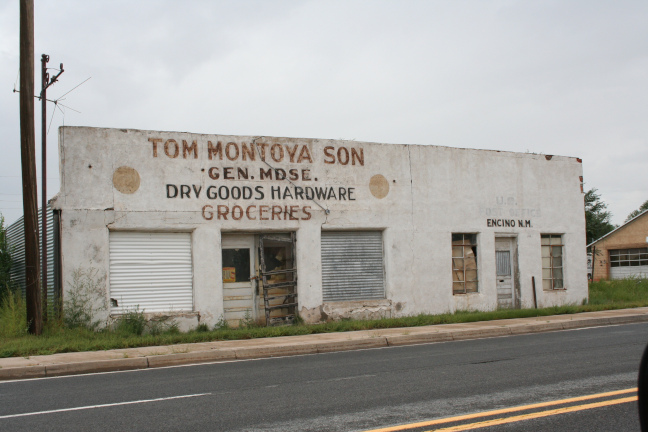 TOM MONTOYA SON
GEN. MDSE.
DRY GOODS HARDWARE
GROCERIES
ENCINO N.M.